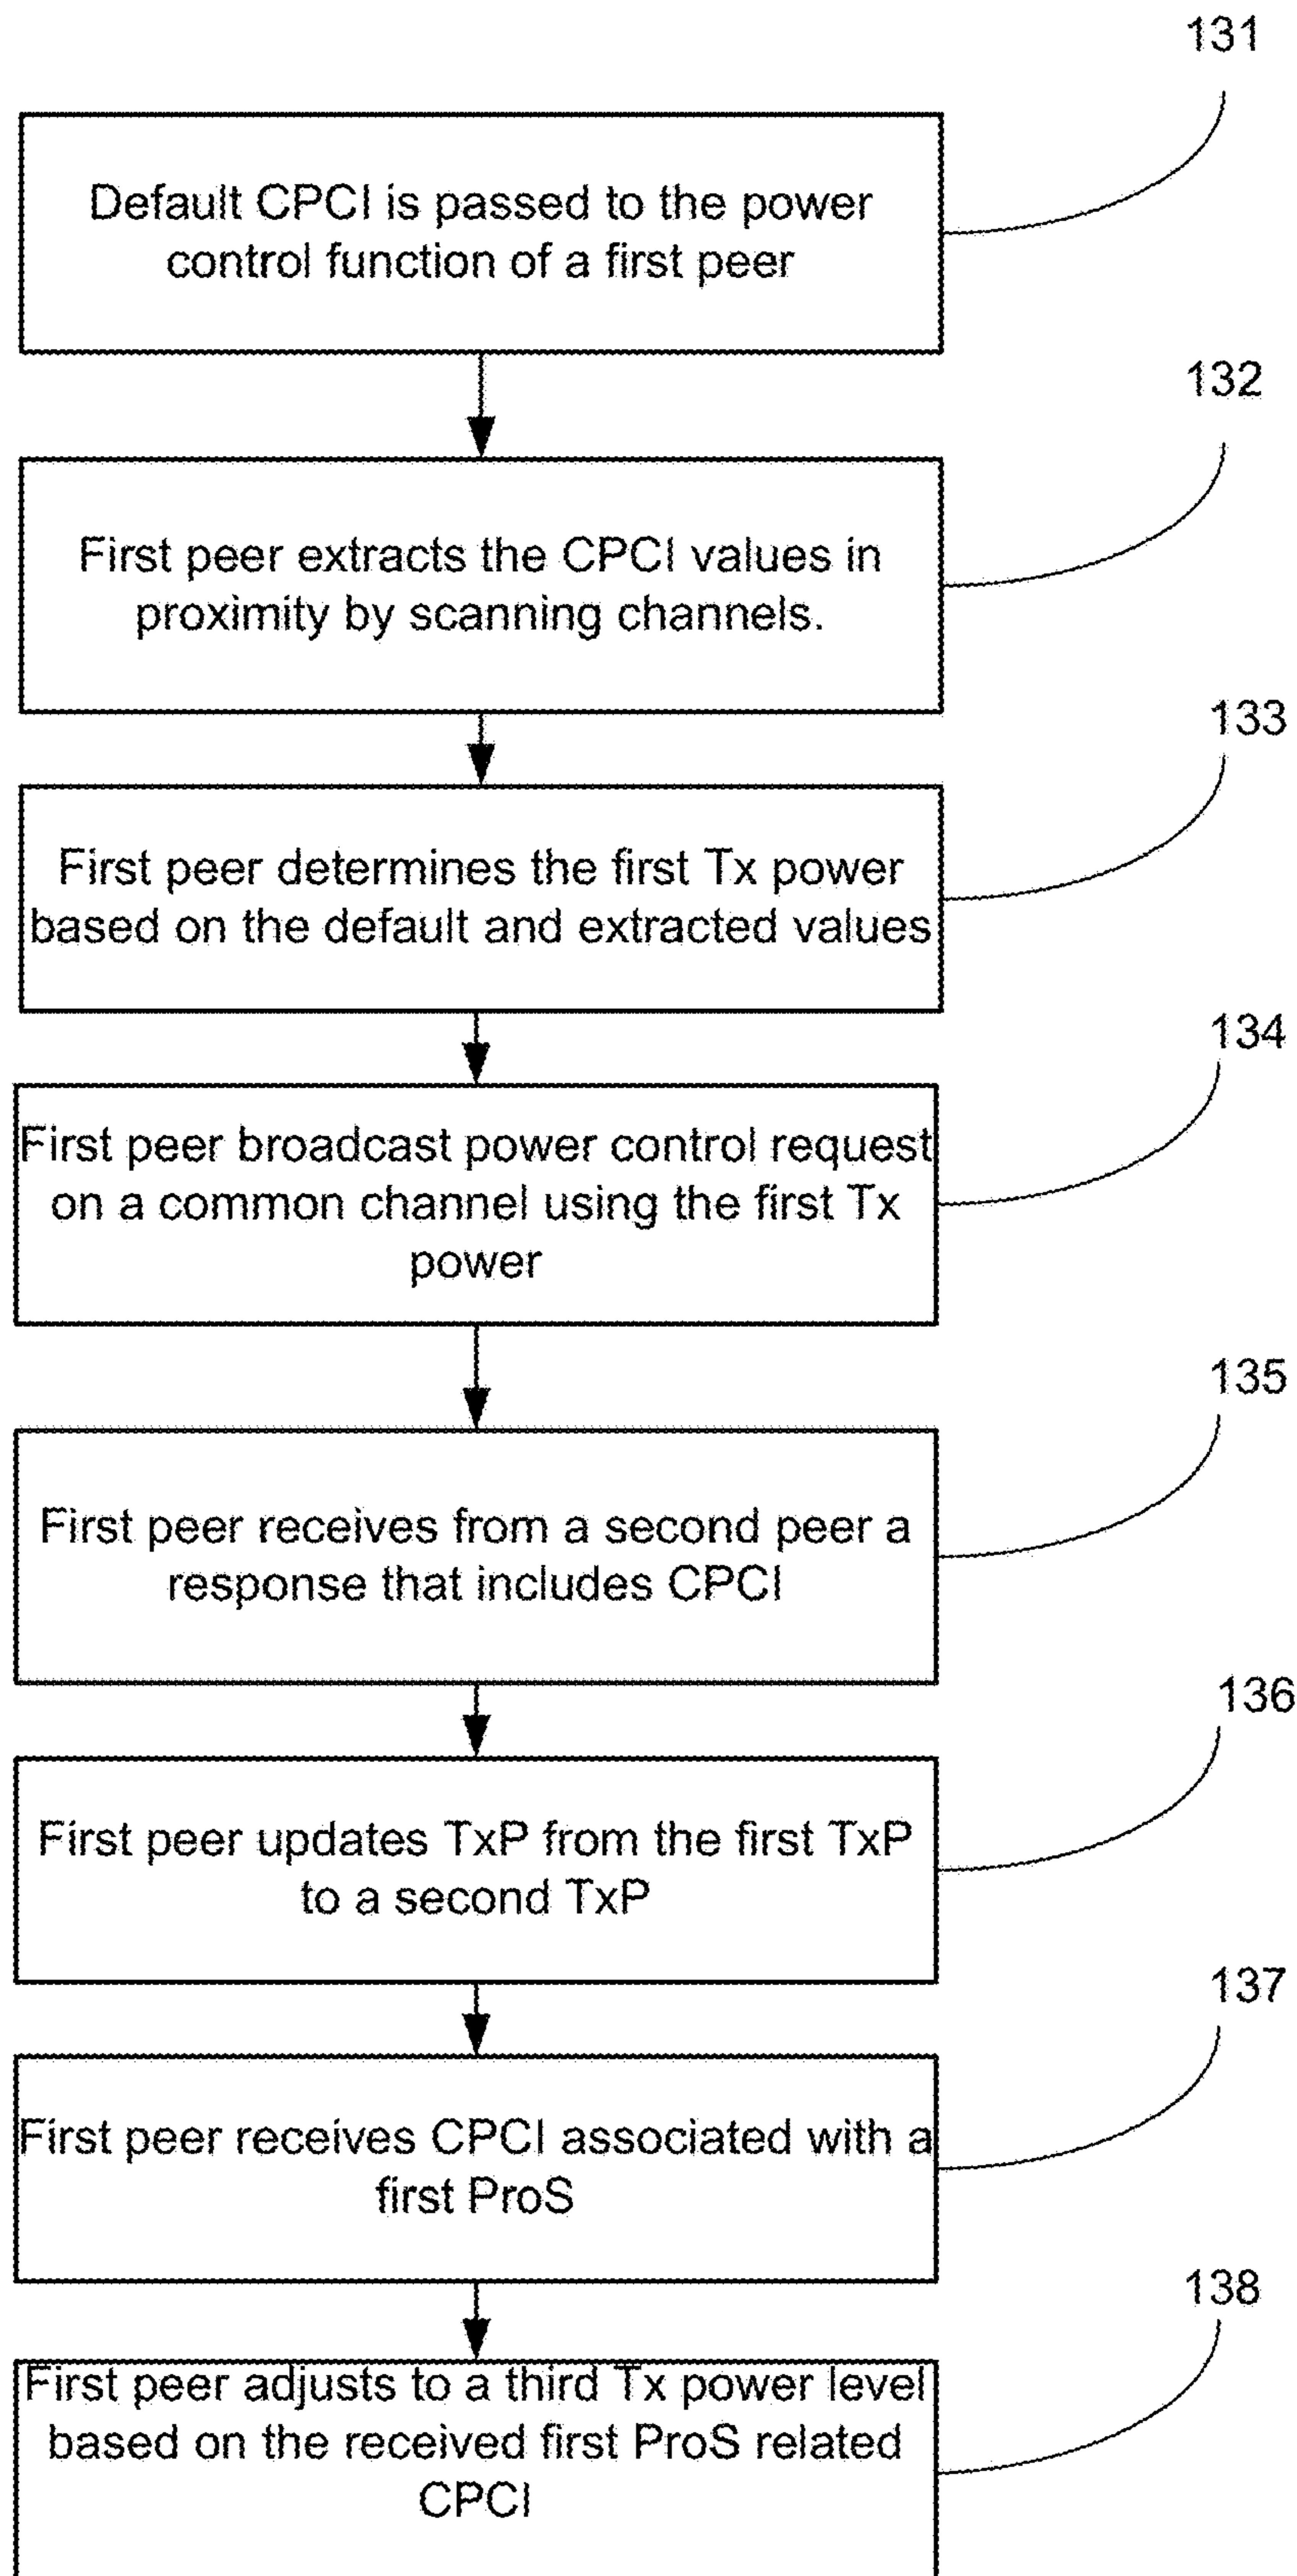 131
Default CPCI is passed to the power
control function of a first peer
132
First peer extracts the CPCI values in
proximity by scanning channels.
133
First peer determines the first Tx power
based on the default and extracted values
134
First peer broadcast power control request
on a common channel using the first Tx
power
135
First peer receives from a second peer a
response that includes CPCI
136
First peer updates TxP from the first TxP
to a second TxP
137
First peer receives CPCI associated with a
first ProS
138
First peer adjusts to a third Tx power level
based on the received first ProS related
CPCI